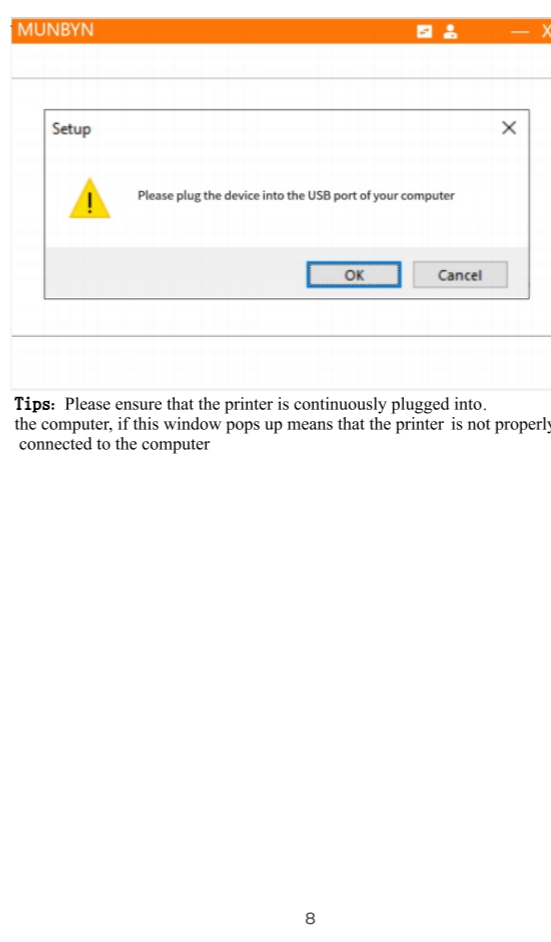 MUNBYN
Setup
Please plug the device into the USB port of your computer
OK Cancel
Tips: Please ensure that the printer is continuously plugged into.
the computer, if this window pops up means that the printer is not properly
connected to the computer
8